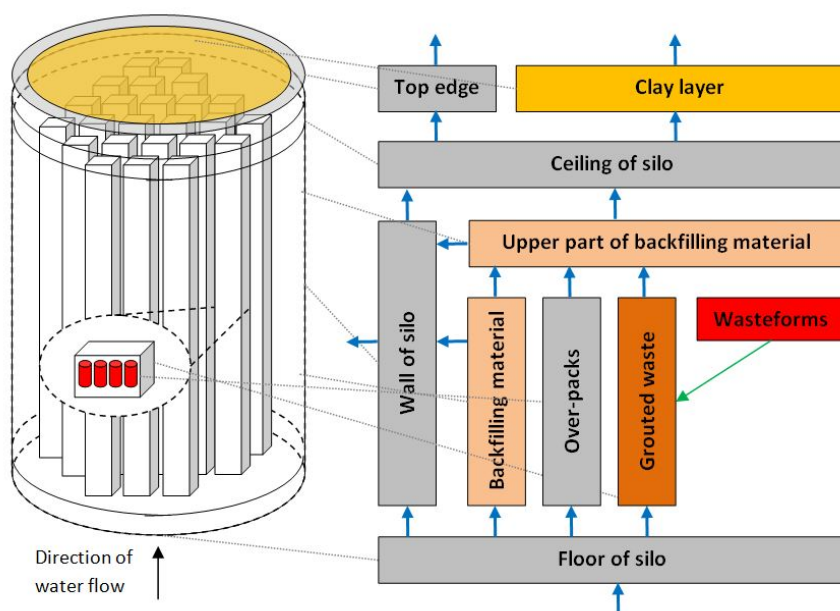 Top edge
Clay layer
Ceiling of silo
Upper part of backfilling material
Wall of silo
Backfilling material
Over-packs
Grouted waste
Wasteforms
Floor of silo
Direction of
water flow